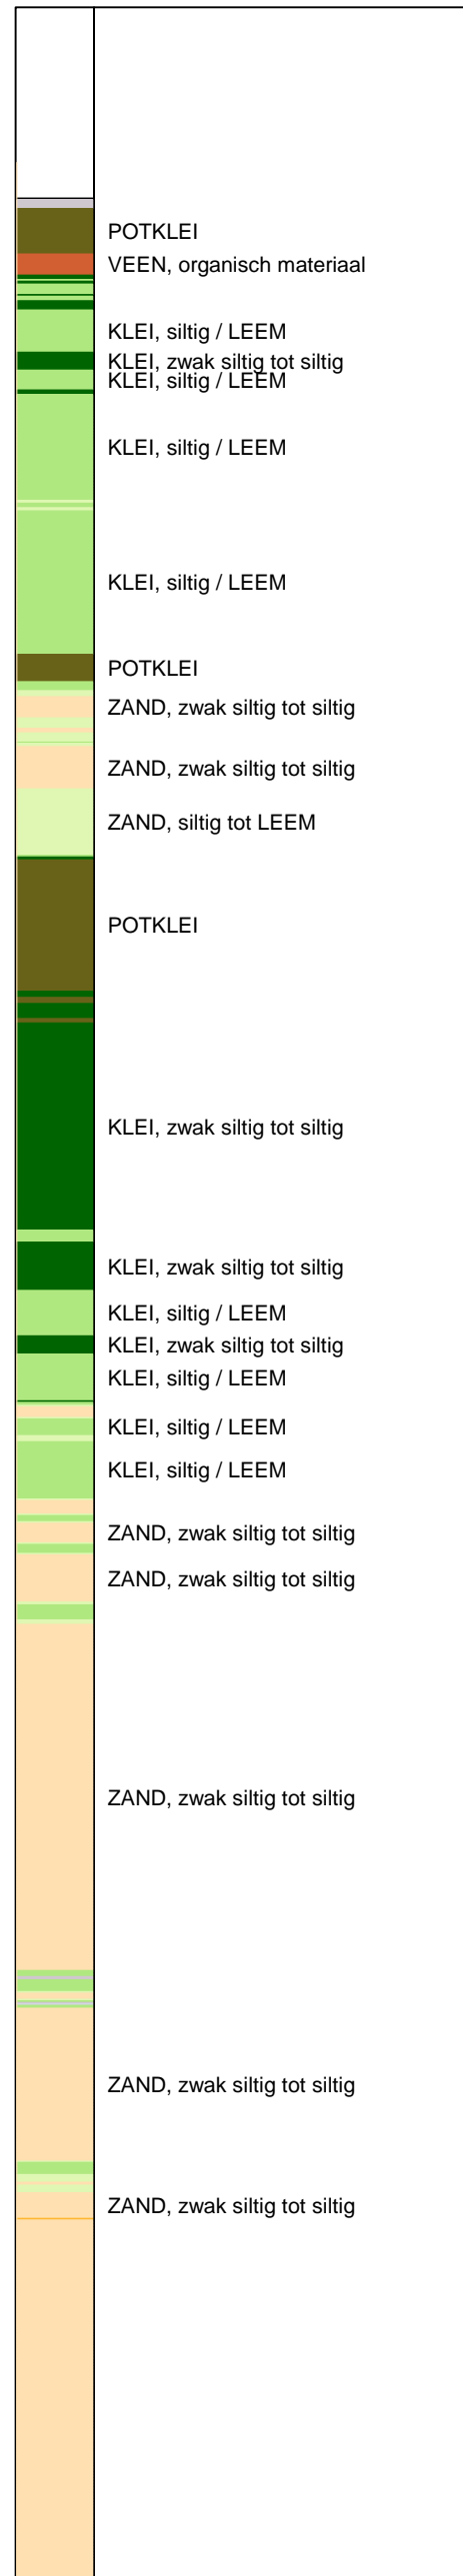 POTKLEI
VEEN, organisch materiaal
KLEI, siltig / LEEM
KLEI, zwak siltig tot siltig
KLEI, siltig / LEEM
KLEI, siltig / LEEM
KLEI, siltig / LEEM
POTKLEI
ZAND, zwak siltig tot siltig
ZAND, zwak siltig tot siltig
ZAND, siltig tot LEEM
POTKLEI
KLEI, zwak siltig tot siltig
KLEI, zwak siltig tot siltig
KLEI, siltig / LEEM
KLEI, zwak siltig tot siltig
KLEI, siltig / LEEM
KLEI, siltig / LEEM
KLEI, siltig / LEEM
ZAND, zwak siltig tot siltig
ZAND, zwak siltig tot siltig
ZAND, zwak siltig tot siltig
ZAND, zwak siltig tot siltig
ZAND, zwak siltig tot siltig